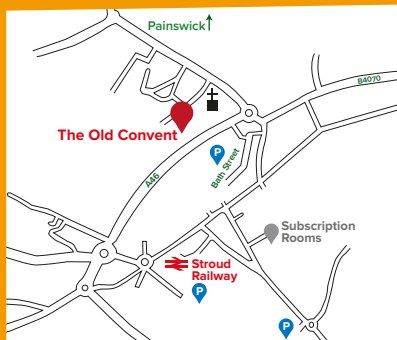 Painswick
B4070
The Old Convent
P
Bath Street
A46
Subscription
Rooms
Stroud
Railway
P
P